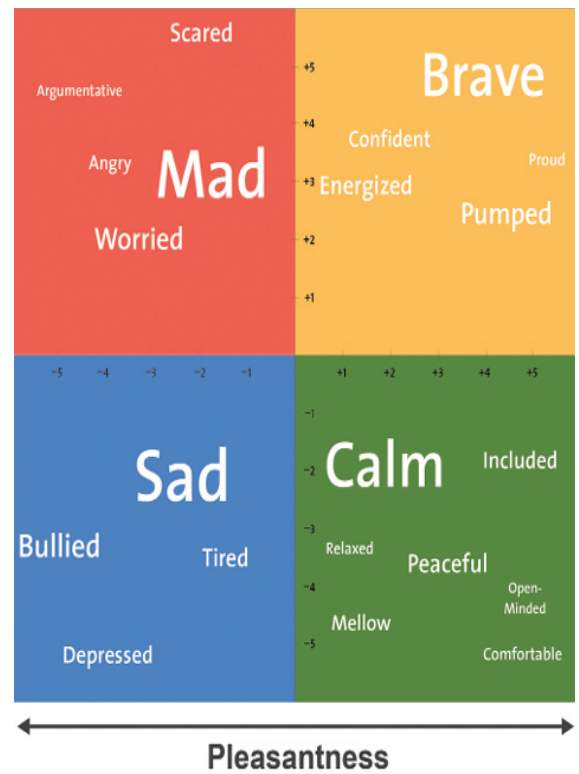 Scared
Brave
+5
Argumentative
+4
Confident
Angry
Mad
+3
Proud
Energized
Pumped
Worried
+2
+1
−5 −4 −3 −2 −1 +1 +2 +3 +4 +5
−1
Sad
Calm
Included
−2
Bullied
−3
Relaxed
Tired
Peaceful
−4
Open-
Minded
Mellow
−5
Depressed
Comfortable
Pleasantness